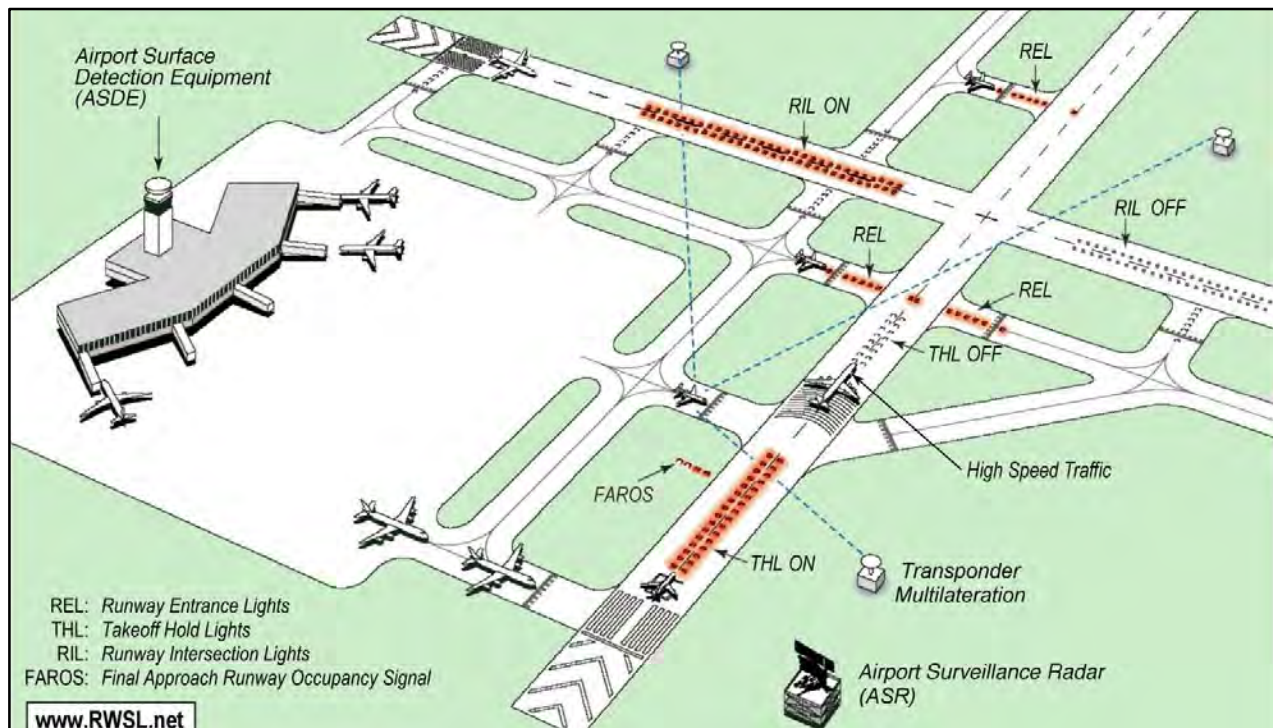 Airport Surface
Detection Equipment
(ASDE)
REL
RIL ON
RIL OFF
REL
REL
THL OFF
High Speed Traffic
FAROS
THL ON
Transponder
Multilateration
REL: Runway Entrance Lights
THL: Takeoff Hold Lights
RIL: Runway Intersection Lights
FAROS: Final Approach Runway Occupancy Signal
Airport Surveillance Radar
(ASR)
www.RWSL.net